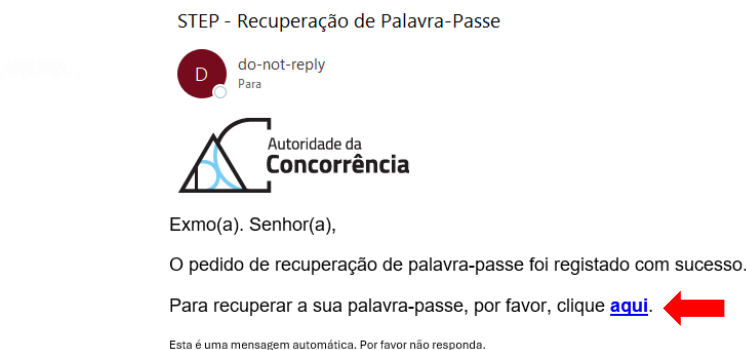 STEP - Recuperação de Palavra-Passe
D
do-not-reply
Para
Autoridade da
Concorrência
Exmo(a). Senhor(a),
O pedido de recuperação de palavra-passe foi registado com sucesso.
Para recuperar a sua palavra-passe, por favor, clique aqui.
Esta é uma mensagem automática. Por favor não responda.